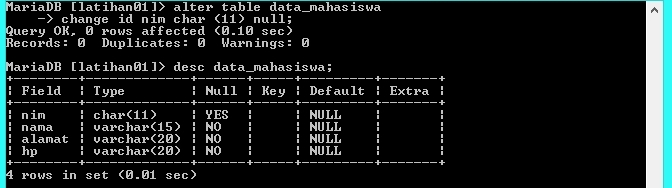 MariaDB [latihan01]> alter table data_mahasiswa
    -> change id nim char (11) null;
Query OK, 0 rows affected (0.10 sec)
Records: 0  Duplicates: 0  Warnings: 0
MariaDB [latihan01]> desc data_mahasiswa;
+--------+-------------+------+-----+---------+-------+
| Field  | Type        | Null | Key | Default | Extra |
+--------+-------------+------+-----+---------+-------+
| nim    | char(11)    | YES  |     | NULL    |       |
| nama   | varchar(15) | NO   |     | NULL    |       |
| alamat | varchar(20) | NO   |     | NULL    |       |
| hp     | varchar(20) | NO   |     | NULL    |       |
+--------+-------------+------+-----+---------+-------+
4 rows in set (0.01 sec)